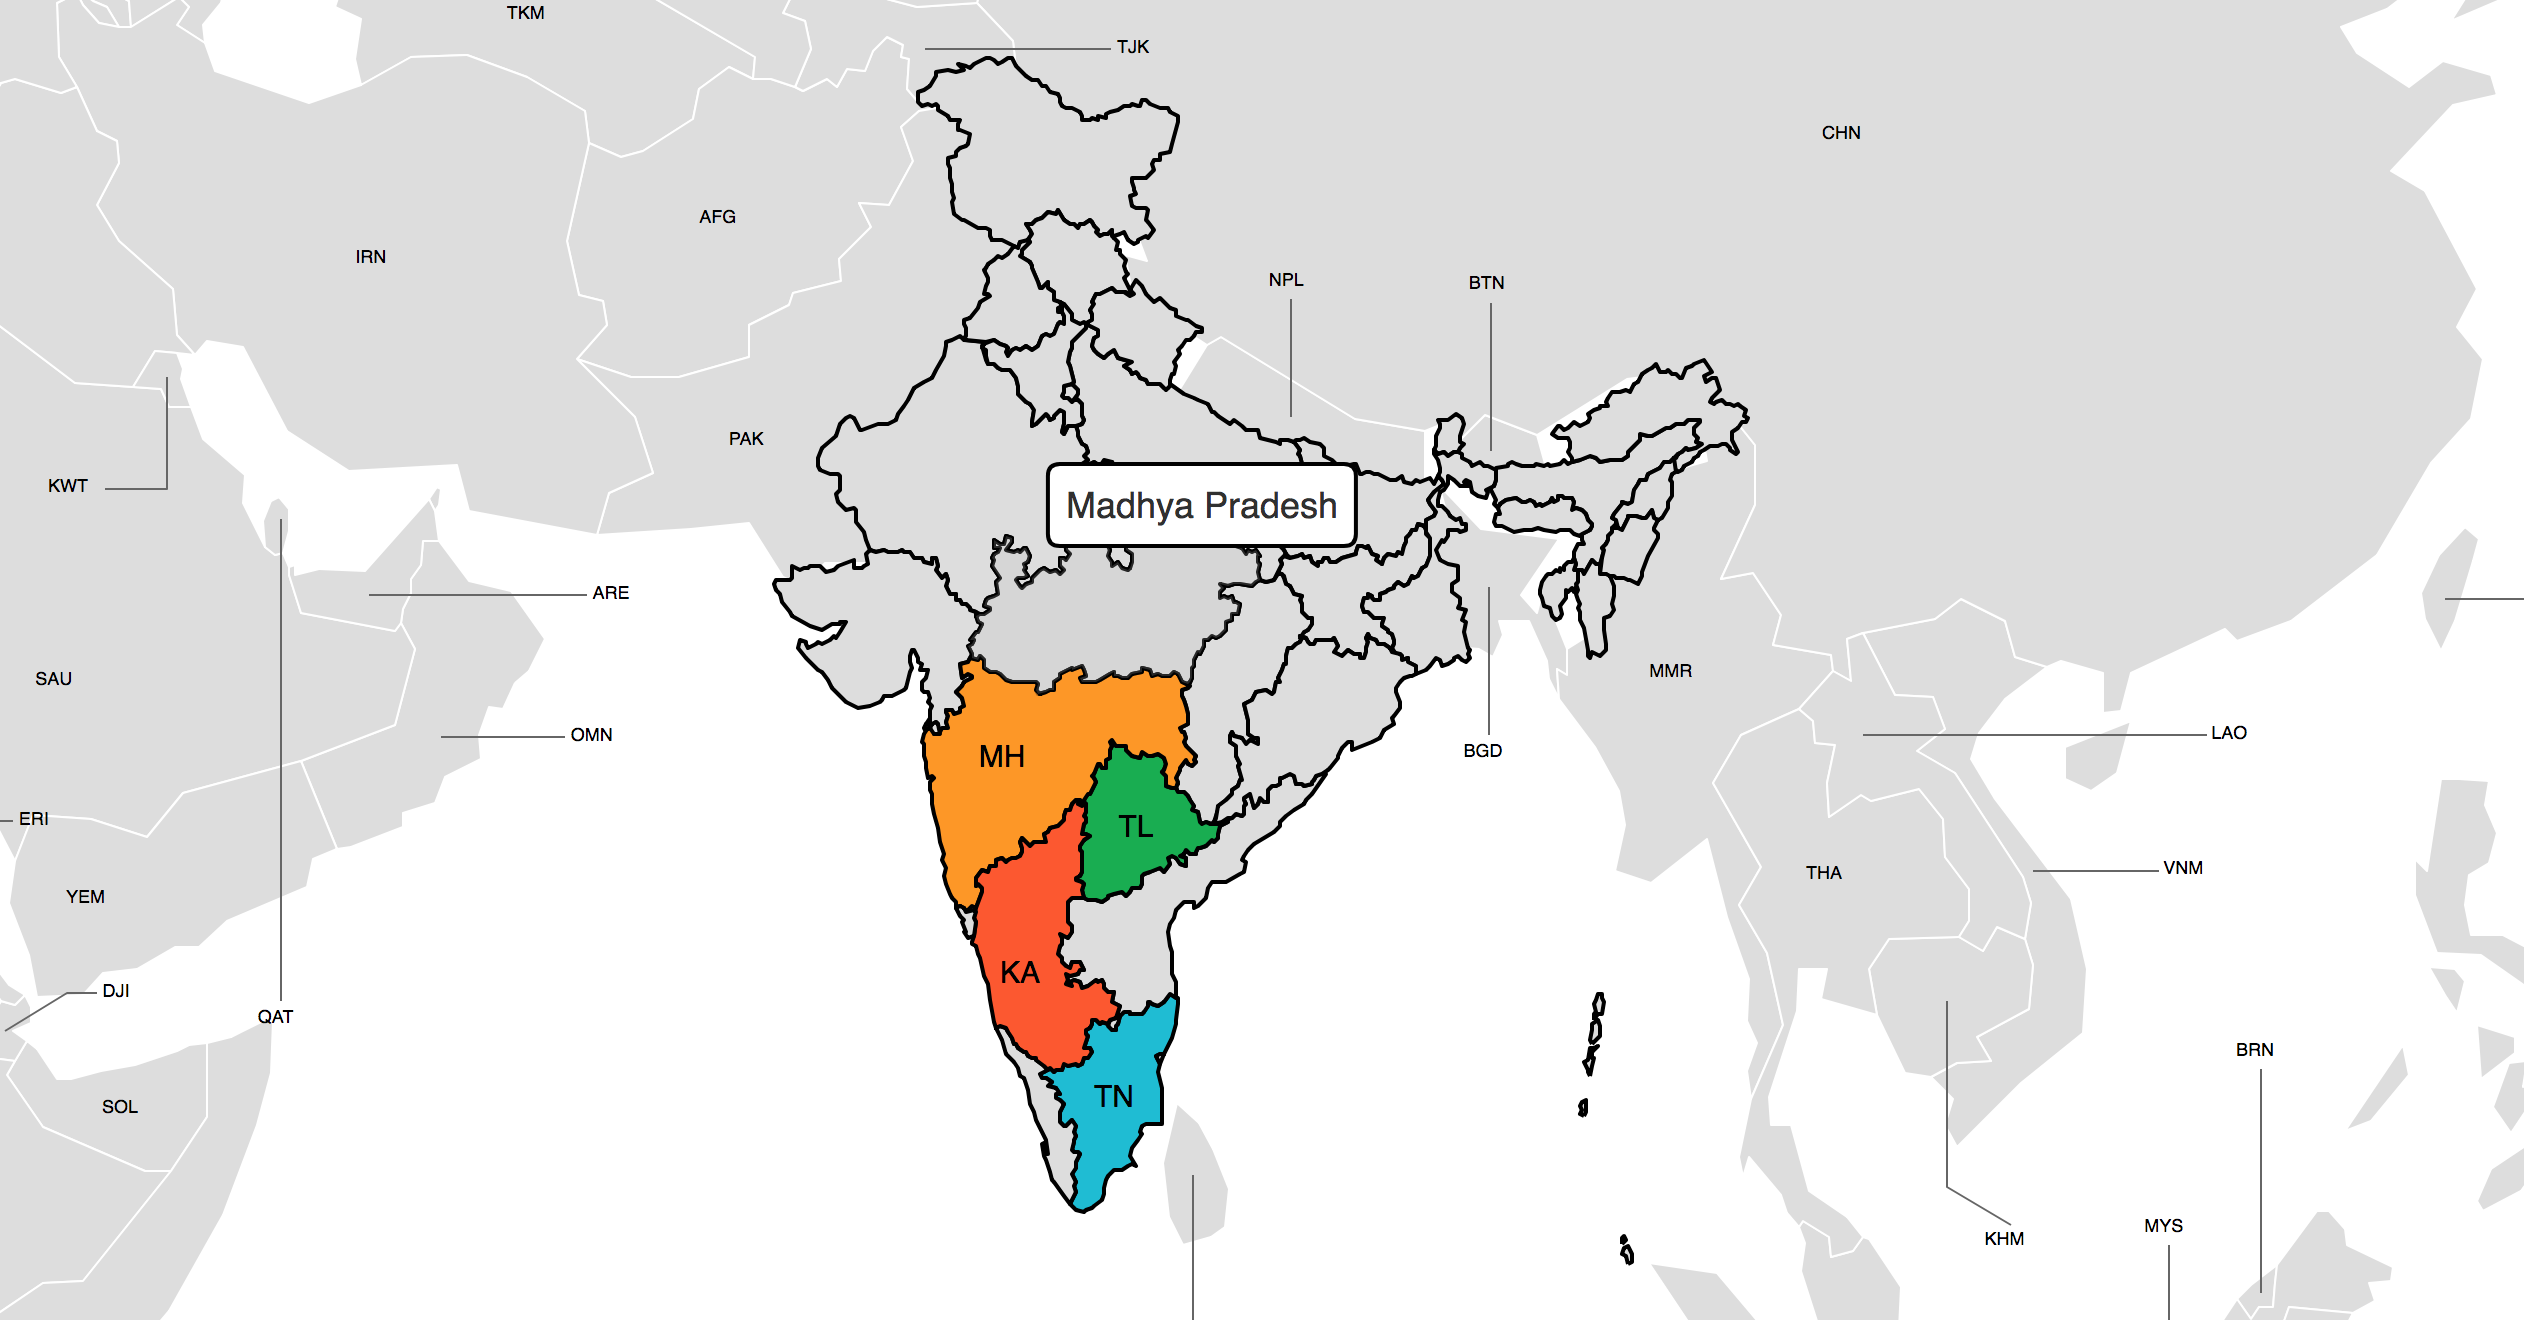 TKM
TJK
CHN
AFG
IRN
NPL
BTN
PAK
KWT
Madhya Pradesh
ARE
SAU
MMR
OMN
LAO
BGD
MH
ERI
TL
VNM
THA
YEM
KA
DJI
QAT
BRN
TN
SOL
MYS
KHM